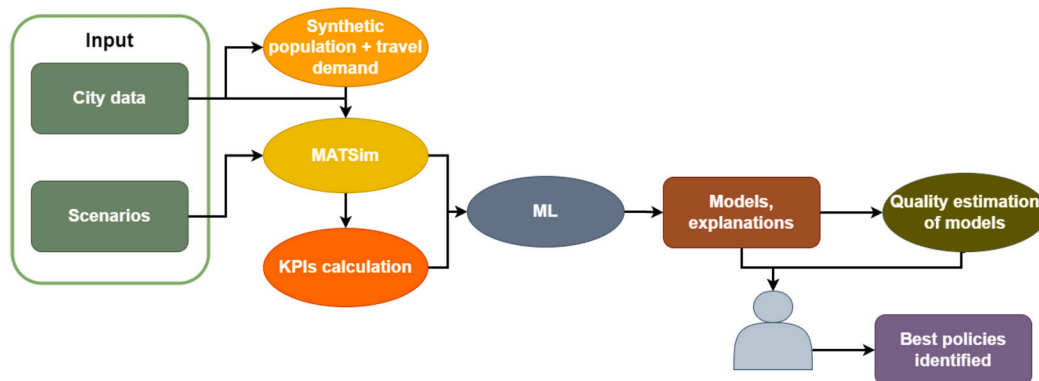 Input
City data
Scenarios
Synthetic
population + travel
demand
MATSim
KPIs calculation
ML
Models,
explanations
Quality estimation
of models
Best policies
identified